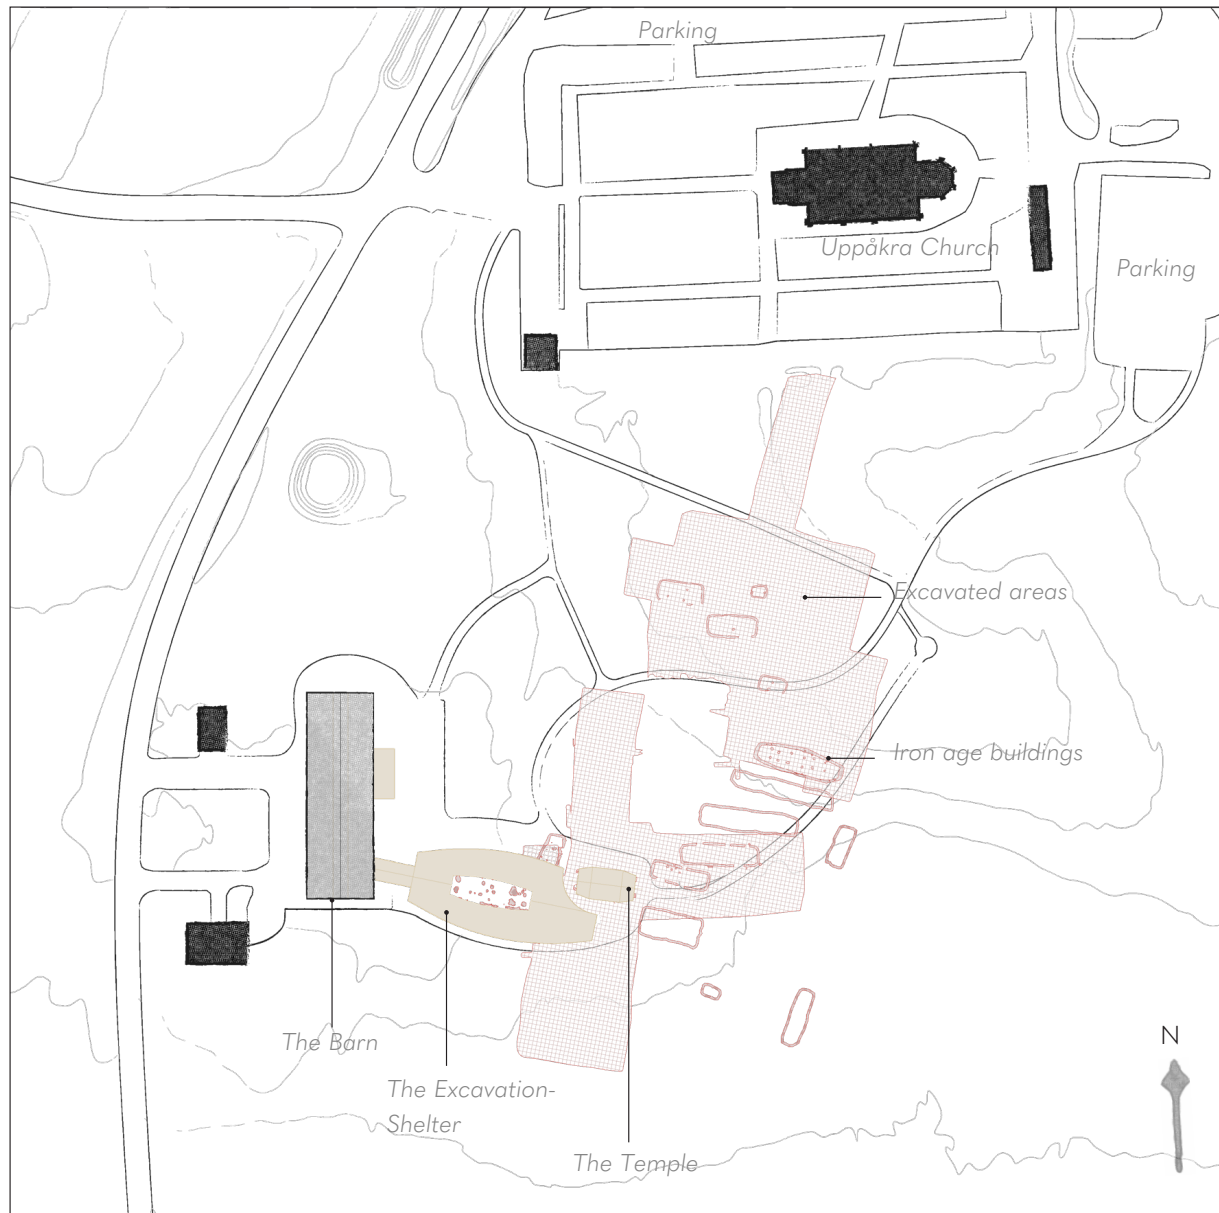 Parking
Uppåkra Church
Parking
Excavated areas
Iron age buildings
N
The Barn
The Excavation-
Shelter
The Temple